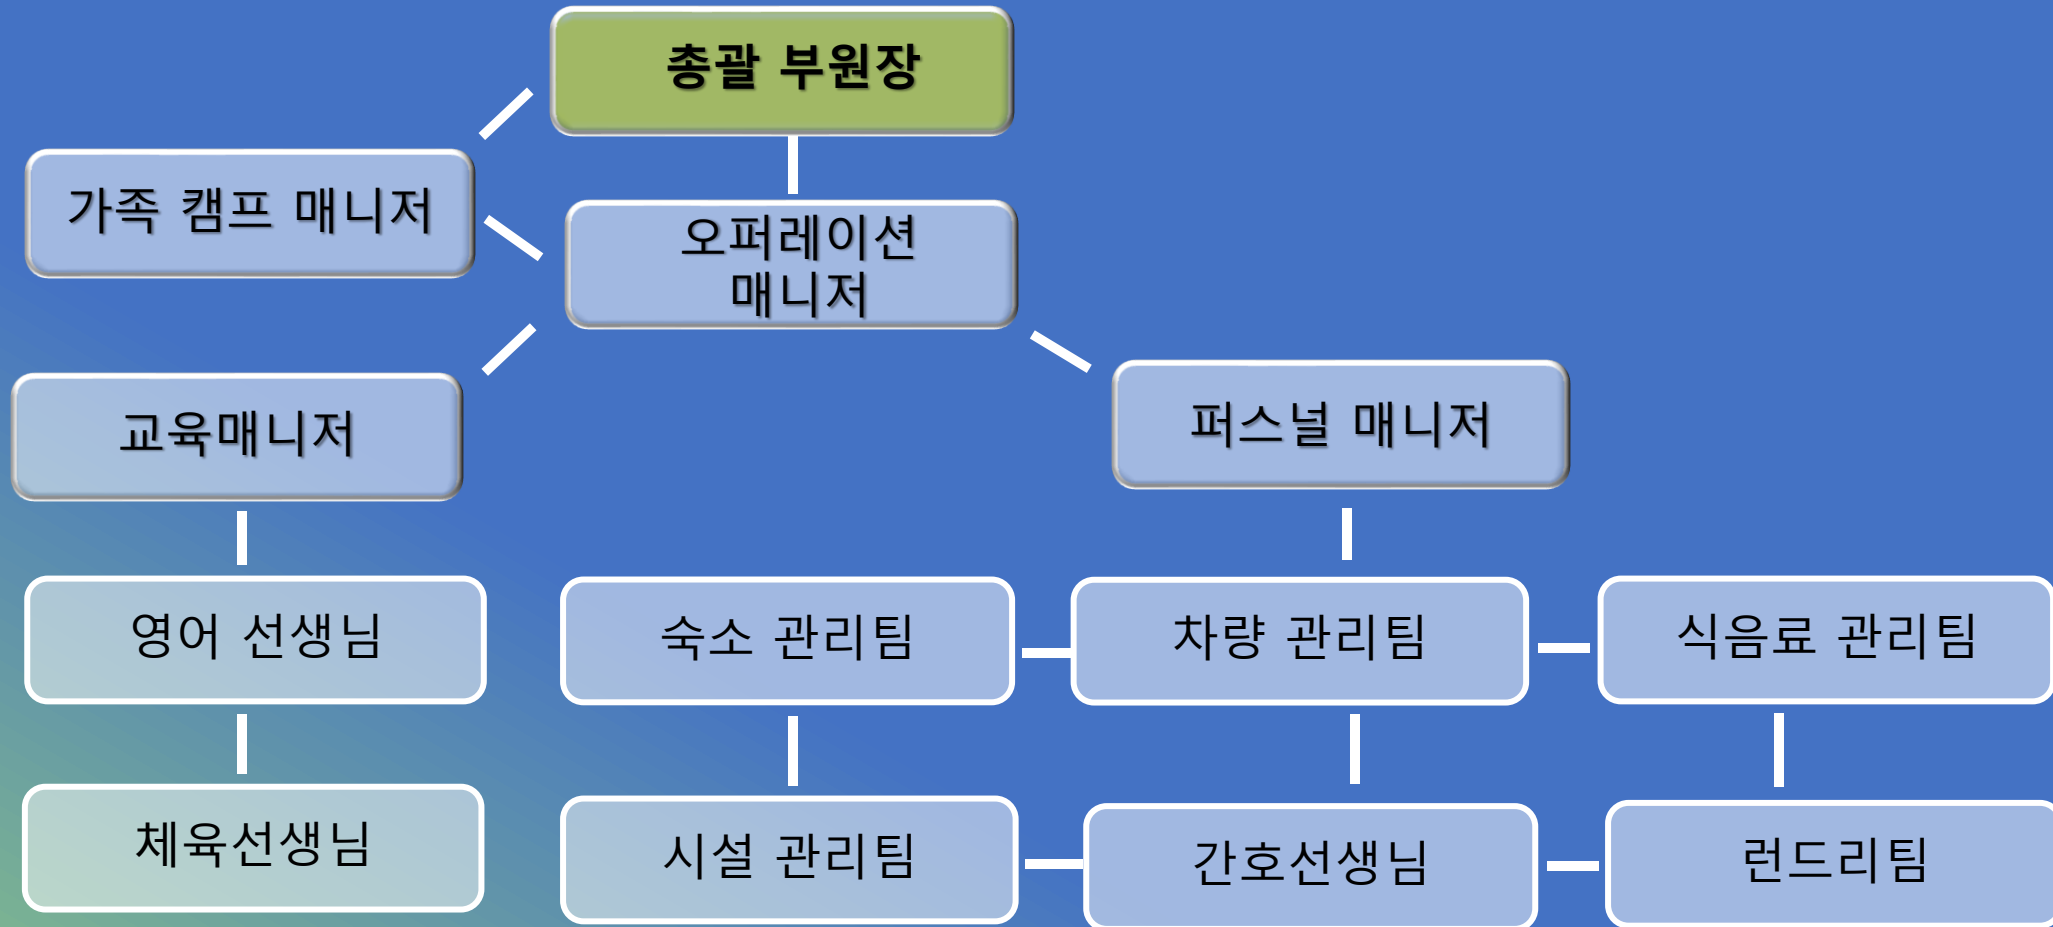 총괄 부원장
가족 캠프 매니저
오퍼레이션
매니저
교육매니저
퍼스널 매니저
영어 선생님
숙소 관리팀
차량 관리팀
식음료 관리팀
체육선생님
시설 관리팀
간호선생님
런드리팀